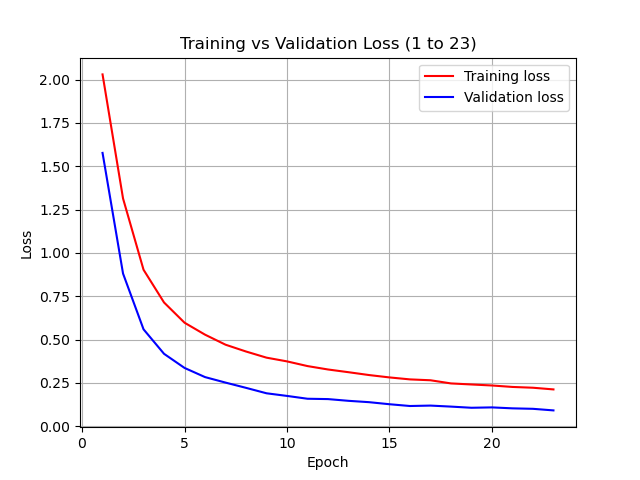 Training vs Validation Loss (1 to 23)
Training loss
Validation loss
Loss
2.00
1.75
1.50
1.25
1.00
0.75
0.50
0.25
0.00
0 5 10 15 20
Epoch